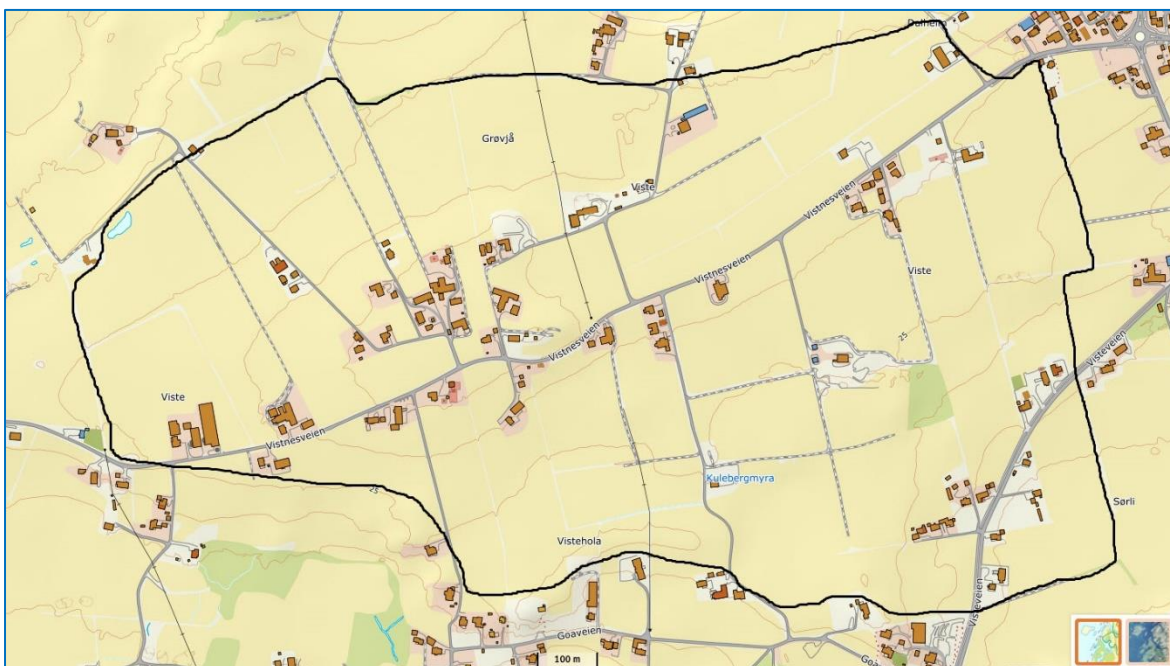 Dalheim
Grøvjå
Viste
Vistnesveien
Vistnesveien
Viste
25
Vistnesveien
Visteveien
Viste
Vistnesveien
25
Kulebergmyra
Sørli
Vistehola
Goaveien
Visteveien
100 m